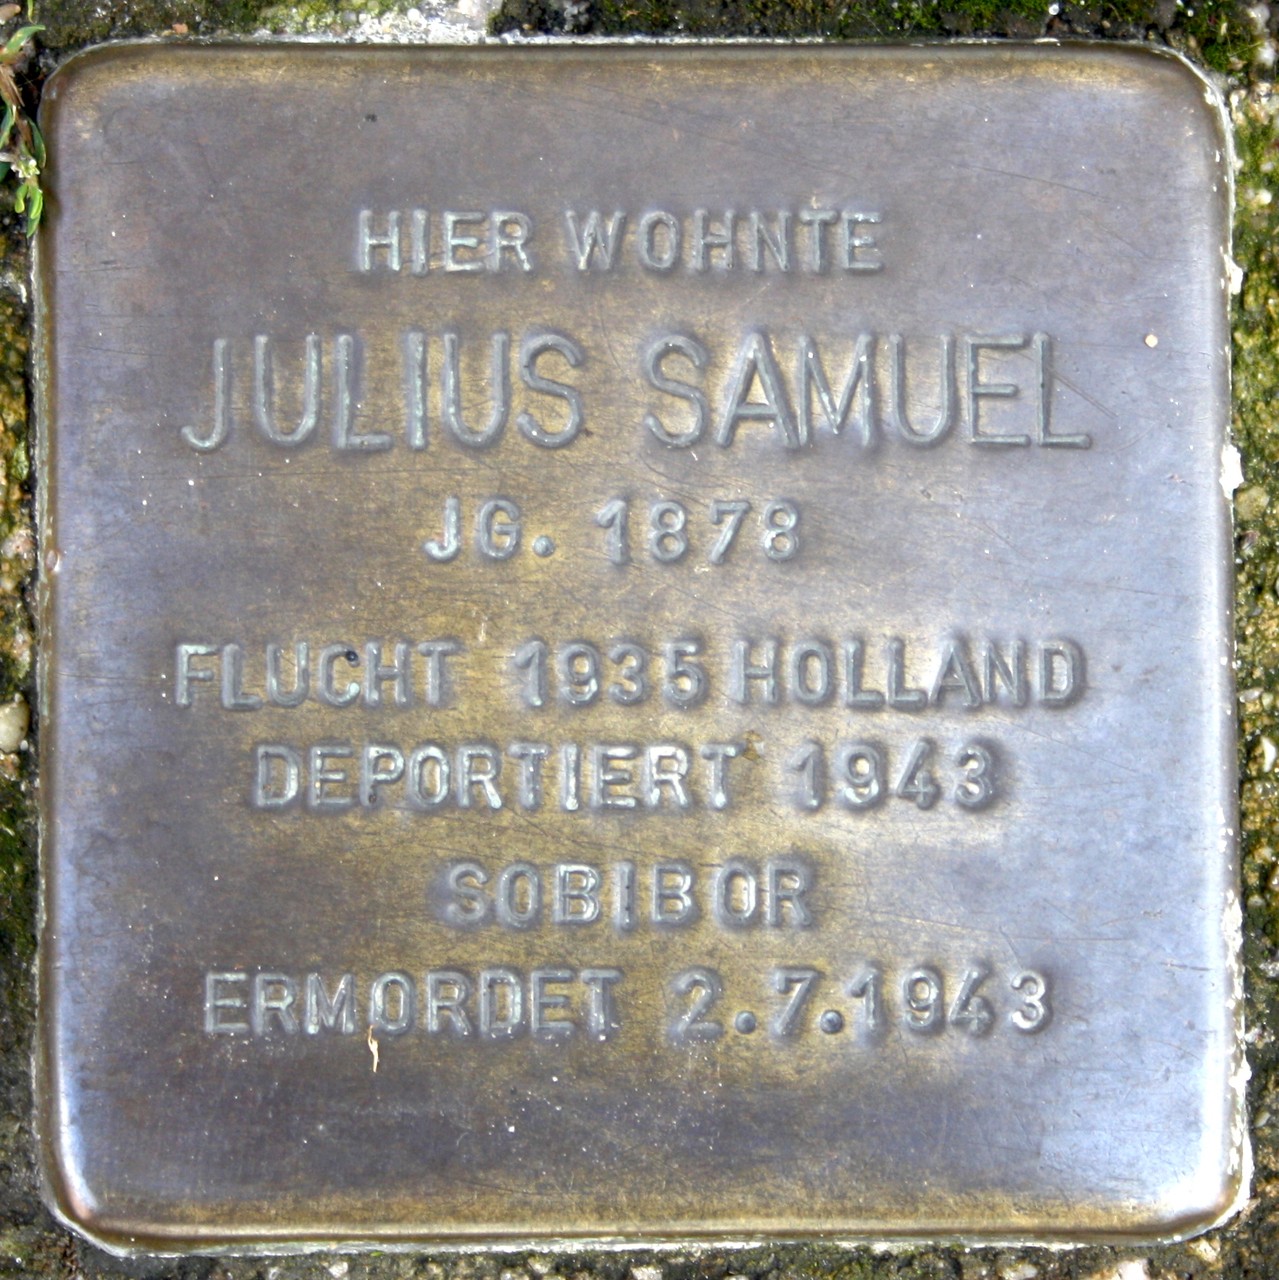 HIER WOHNTE
JULIUS SAMUEL
JG. 1878
FLUCHT 1935 HOLLAND
DEPORTIERT 1943
SOBIBOR
ERMORDET 2.7.1943